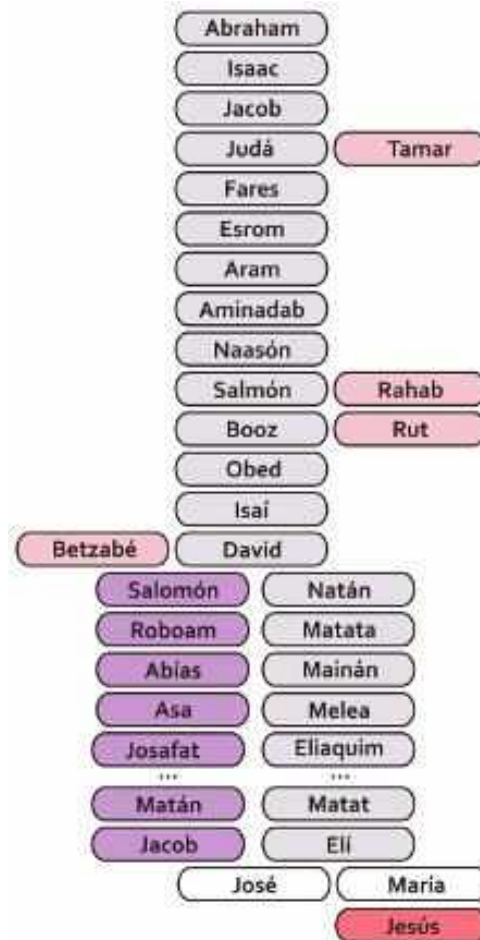 Abraham
Isaac
Jacob
Judá Tamar
Fares
Esrom
Aram
Aminadab
Naasón
Salmón Rahab
Booz Rut
Obed
Isaí
Betzabé David
Salomón Natán
Roboam Matata
Abías Mainán
Asa Melea
Josafat Eliaquim
... ...
Matán Matat
Jacob Elí
José María
Jesús